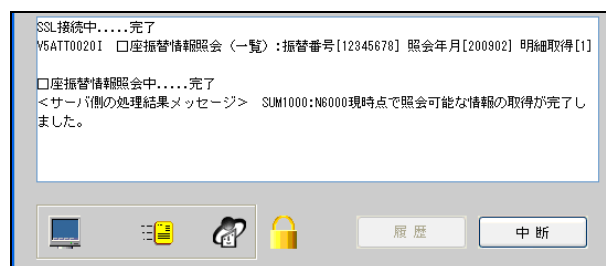 SSL接続中.....完了
V5ATT0020I 口座振替情報照会（一覧）:振替番号[12345678] 照会年月[200902] 明細取得[1]
口座振替情報照会中.....完了
＜サーバ側の処理結果メッセージ＞ SUM1000:N6000現時点で照会可能な情報の取得が完了し
ました。
履 歴
中 断